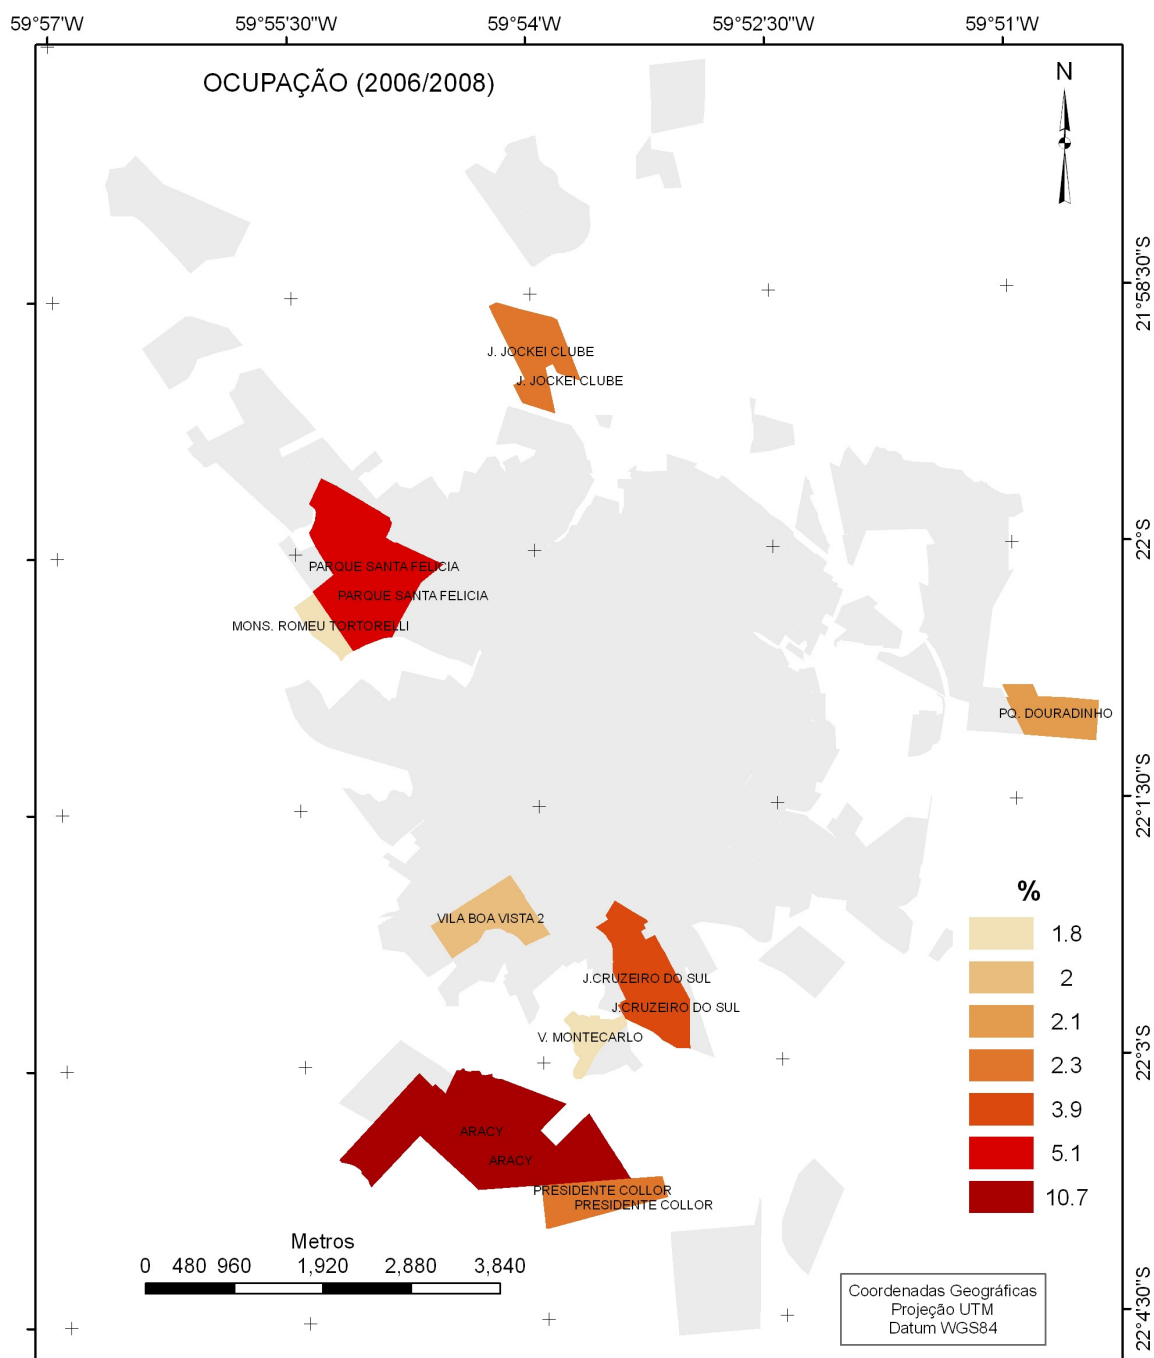 59°57'W 59°55'30"W 59°54'W 59°52'30"W 59°51'W
OCUPAÇÃO (2006/2008)
N
21°58'30"S
J. JOCKEI CLUBE
J. JOCKEI CLUBE
22°S
PARQUE SANTA FELICIA
PARQUE SANTA FELICIA
MONS. ROMEU TORTORELLI
PQ. DOURADINHO
22°1'30"S
VILA BOA VISTA 2
J.CRUZEIRO DO SUL
J.CRUZEIRO DO SUL
V. MONTECARLO
22°3'S
ARACY
ARACY
PRESIDENTE COLLOR
PRESIDENTE COLLOR
%
1.8
2
2.1
2.3
3.9
5.1
10.7
Metros
0 480 960 1,920 2,880 3,840
Coordenadas Geográficas
Projeção UTM
Datum WGS84
22°4'30"S